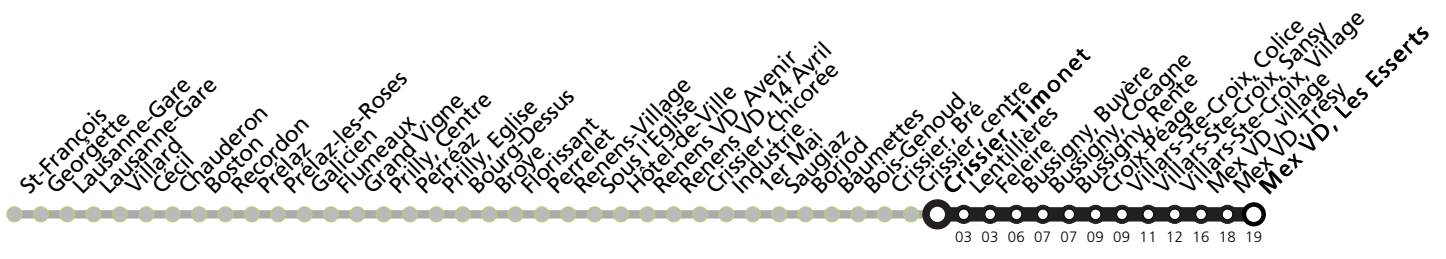 St-François
Georgette
Lausanne-Gare
Lausanne-Gare
Villard
Cécil
Chauderon
Boston
Recordon
Prélaz
Prélaz-les-Roses
Galicien
Flumeaux
Grand Vigne
Prilly, Centre
Perréaz
Prilly, Eglise
Bourg-Dessus
Broye
Florissant
Perrelet
Renens-Village
Sous l'Eglise
Hôtel-de-Ville
Renens VD, Avenir
Renens VD, 14 Avril
Crissier, Chicorée
Industrie
1er Mai
Sauglaz
Borjod
Baumettes
Bois-Genoud,
Crissier, Bré
Crissier, centre
Crissier, Timonet
Lentillières
Feleire
Bussigny, Buyère
Bussigny, Cocagne
Bussigny, Rente
Croix-Péage
Villars-Ste-Croix, Colice
Villars-Ste-Croix, Sansy
Villars-Ste-Croix, Village
Mex VD, village
Mex VD, Trésy
Mex VD, Les Esserts
03 03 06 07 07 09 09 11 12 16 18 19